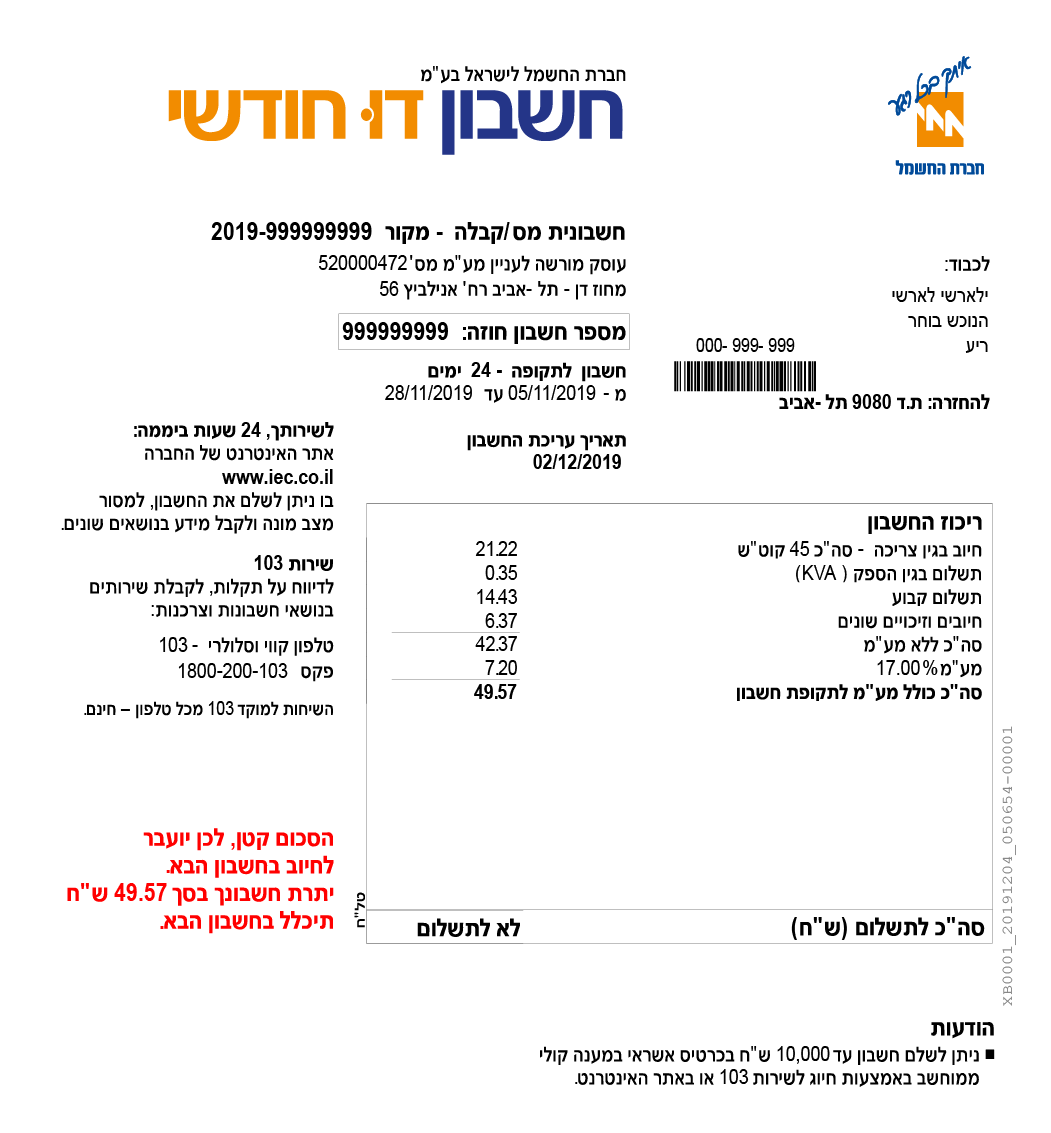 חברת החשמל לישראל בע"מ
חשבון דו-חודשי
איתך בכל רגע
חברת החשמל
חשבונית מס/קבלה - מקור 2019-999999999
עוסק מורשה לעניין מע"מ מס' 520000472
מחוז דן - תל -אביב רח' אנילביץ 56
מספר חשבון חוזה: 999999999
חשבון לתקופה - 24 ימים
מ - 05/11/2019 עד 28/11/2019
תאריך עריכת החשבון
02/12/2019
לכבוד:
ילארשי לארשי
הנוכש בוחר
ריע
000- 999- 999
להחזרה: ת.ד 9080 תל -אביב
לשירותך, 24 שעות ביממה:
אתר האינטרנט של החברה
www.iec.co.il
בו ניתן לשלם את החשבון, למסור
מצב מונה ולקבל מידע בנושאים שונים.
שירות 103
לדיווח על תקלות, לקבלת שירותים
בנושאי חשבונות וצרכנות:
טלפון קווי וסלולרי - 103
פקס 1800-200-103
השיחות למוקד 103 מכל טלפון – חינם.
ריכוז החשבון
חיוב בגין צריכה - סה"כ 45 קוט"ש 21.22
תשלום בגין הספק ( KVA) 0.35
תשלום קבוע 14.43
חיובים וזיכויים שונים 6.37
סה"כ ללא מע"מ 42.37
מע"מ 17.00% 7.20
סה"כ כולל מע"מ לתקופת חשבון 49.57
הסכום קטן, לכן יועבר
לחיוב בחשבון הבא.
יתרת חשבונך בסך 49.57 ש"ח
תיכלל בחשבון הבא.
טל"ח
סה"כ לתשלום (ש"ח) לא לתשלום
XB0001_20191204_050654-00001
הודעות
■ ניתן לשלם חשבון עד 10,000 ש"ח בכרטיס אשראי במענה קולי
ממוחשב באמצעות חיוג לשירות 103 או באתר האינטרנט.